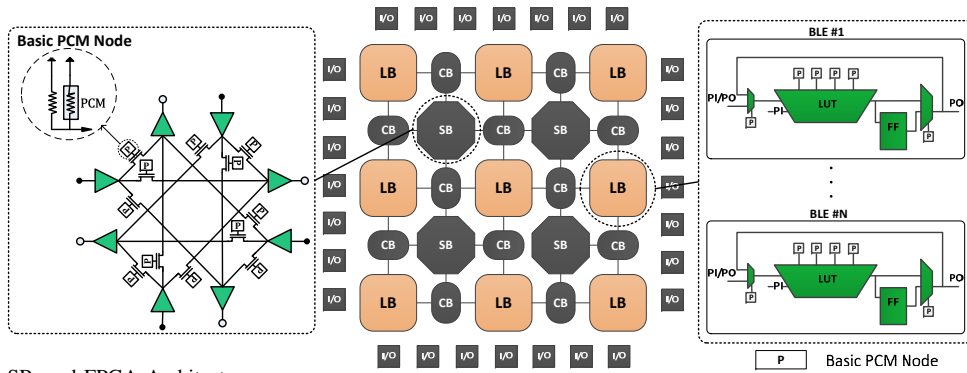 Basic PCM Node
PCM
P
P
P
P
P
P
P
P
P
P
P
P
I/O I/O I/O I/O I/O I/O I/O
I/O LB CB LB CB LB I/O
I/O I/O
CB SB CB SB CB
I/O I/O
I/O LB CB LB CB LB I/O
I/O I/O
CB SB CB SB CB
I/O I/O
I/O LB CB LB CB LB I/O
I/O I/O I/O I/O I/O I/O I/O
BLE #1
P P P P
PI/PO
PI
LUT
FF
PO
P
P
BLE #N
P P P P
PI/PO
PI
LUT
FF
PO
P
P
P Basic PCM Node
and FPGA